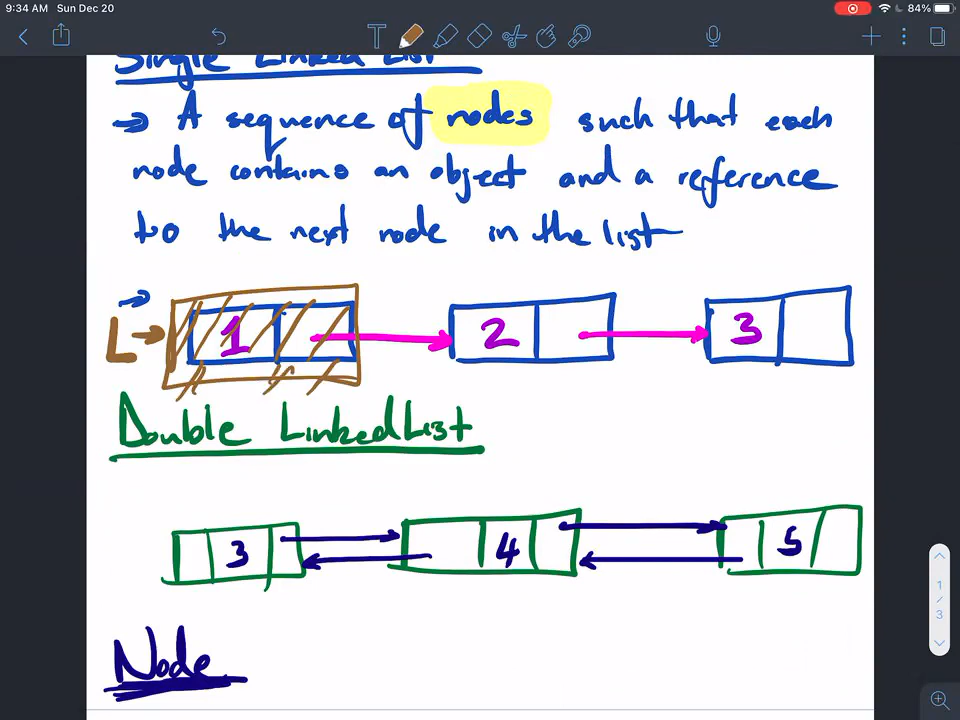 9:34 AM Sun Dec 20
84%
T
Single Linked List
→ A sequence of nodes such that each
node contains an object and a reference
to the next node in the list
L → 1 2 3
Double LinkedList
3 4 5
1
/
3
Node